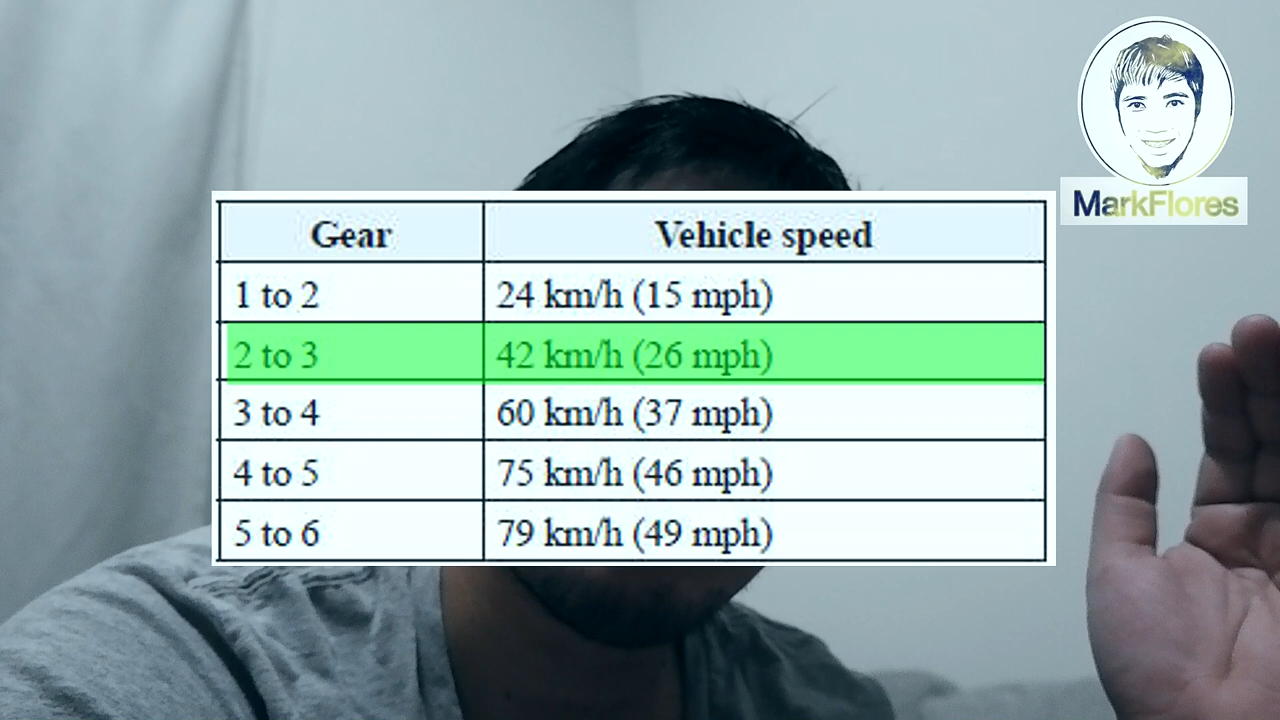 MarkFlores
Gear Vehicle speed
1 to 2 24 km/h (15 mph)
2 to 3 42 km/h (26 mph)
3 to 4 60 km/h (37 mph)
4 to 5 75 km/h (46 mph)
5 to 6 79 km/h (49 mph)